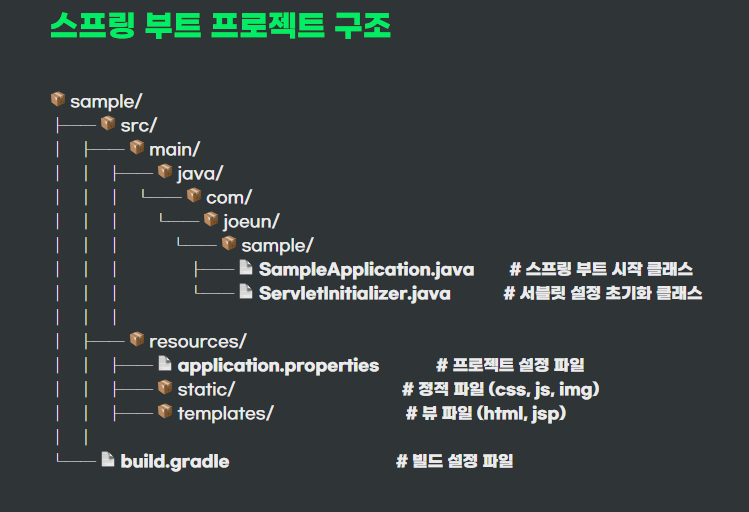 스프링 부트 프로젝트 구조
📦 sample/
├─── 📦 src/
│ ├─── 📦 main/
│ │ ├─── 📦 java/
│ │ │ └─── 📦 com/
│ │ │ └─── 📦 joeun/
│ │ │ └─── 📦 sample/
│ │ │ ├─── 📄 SampleApplication.java # 스프링 부트 시작 클래스
│ │ │ └─── 📄 ServletInitializer.java # 서블릿 설정 초기화 클래스
│ │ │
│ ├─── 📦 resources/
│ │ ├─── 📄 application.properties # 프로젝트 설정 파일
│ │ ├─── 📦 static/ # 정적 파일 (css, js, img)
│ │ ├─── 📦 templates/ # 뷰 파일 (html, jsp)
│ │
└─── 📄 build.gradle # 빌드 설정 파일